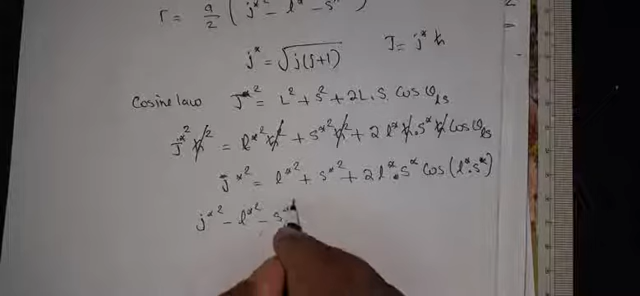 Γ = a/2 (j*² - l*² - s*²)
j* = √j(j+1) J = j* ħ
Cosine law J*² = L² + S² + 2L.S. Cos θls
j*² ħ² = l*² ħ² + s*² ħ² + 2 l* ħ. s* ħ Cos θls
j*² = l*² + s*² + 2 l*. s* Cos (l*. s*)
j*² - l*² - s*